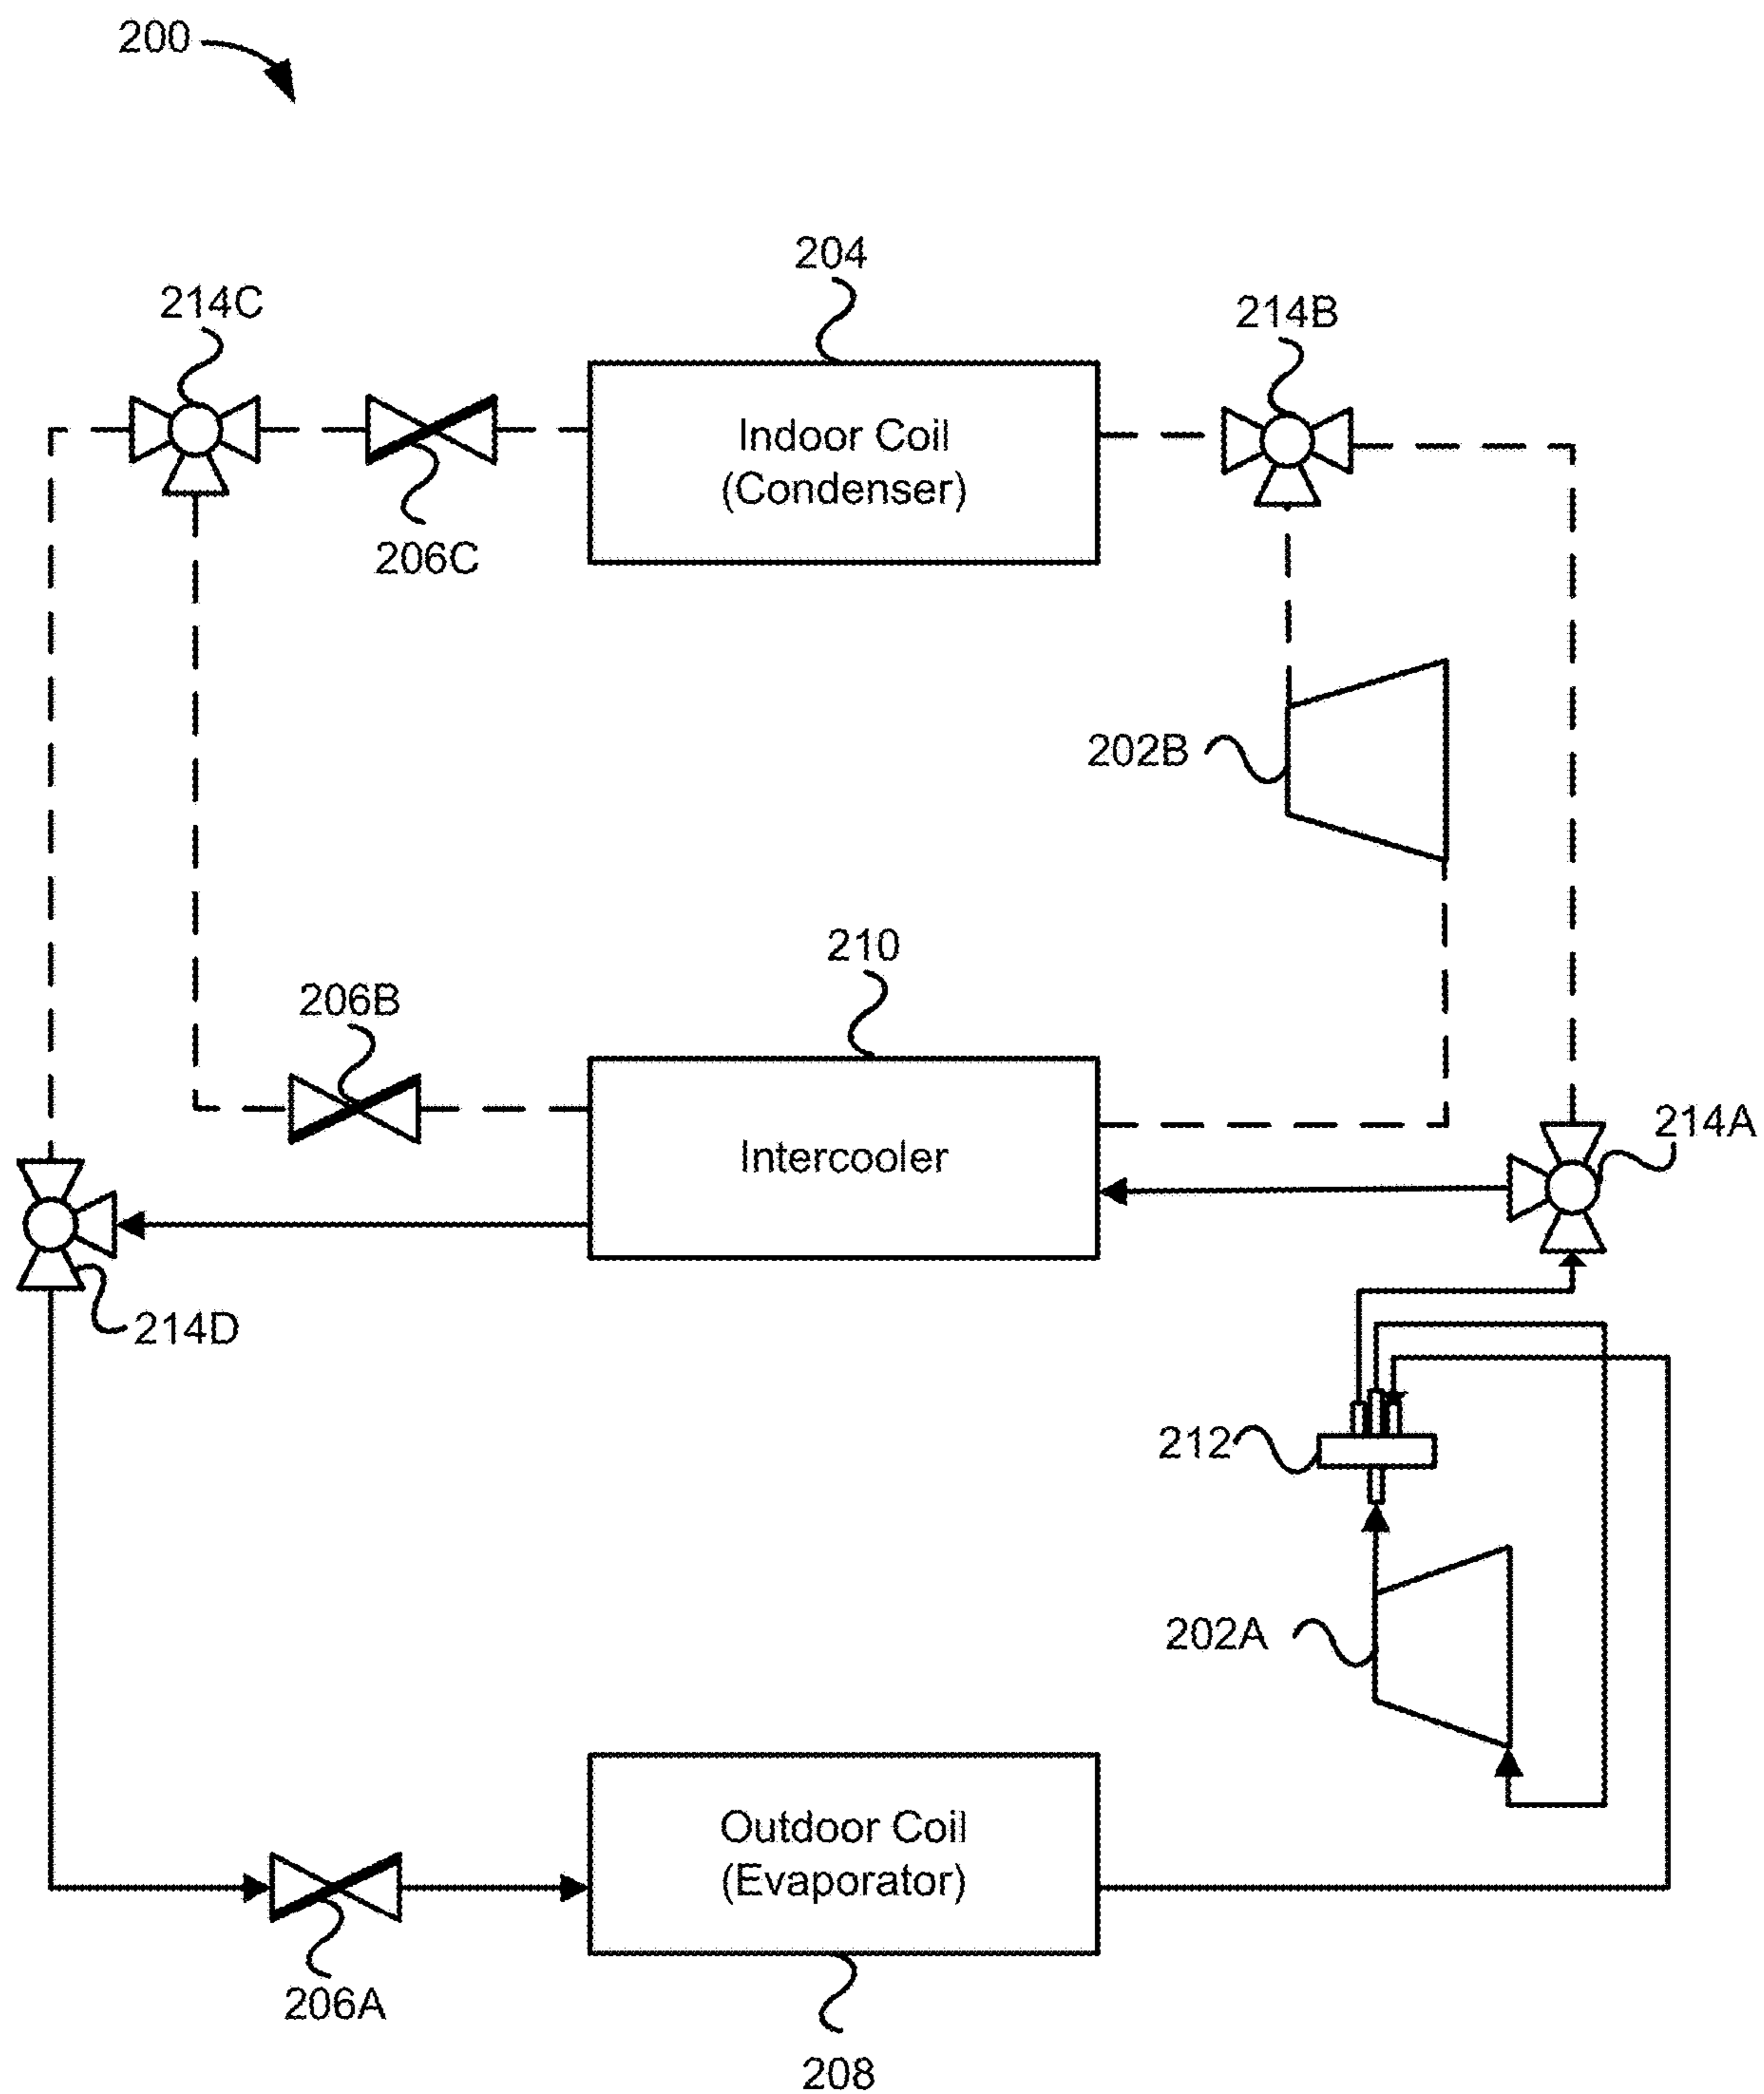 200
204
214C
214B
Indoor Coil
(Condenser)
206C
202B
210
206B
214A
Intercooler
214D
212
202A
Outdoor Coil
(Evaporator)
206A
208